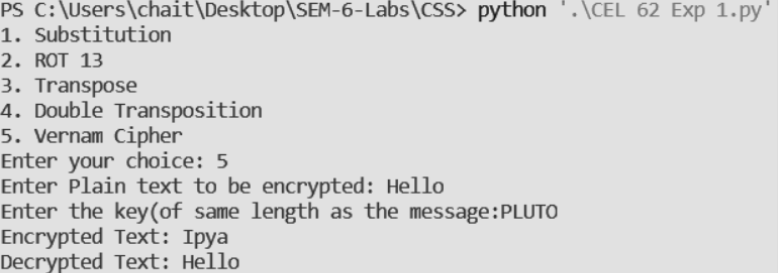 PS C:\Users\chait\Desktop\SEM-6-Labs\CSS> python '.\CEL 62 Exp 1.py'
1. Substitution
2. ROT 13
3. Transpose
4. Double Transposition
5. Vernam Cipher
Enter your choice: 5
Enter Plain text to be encrypted: Hello
Enter the key(of same length as the message:PLUTO
Encrypted Text: Ipya
Decrypted Text: Hello